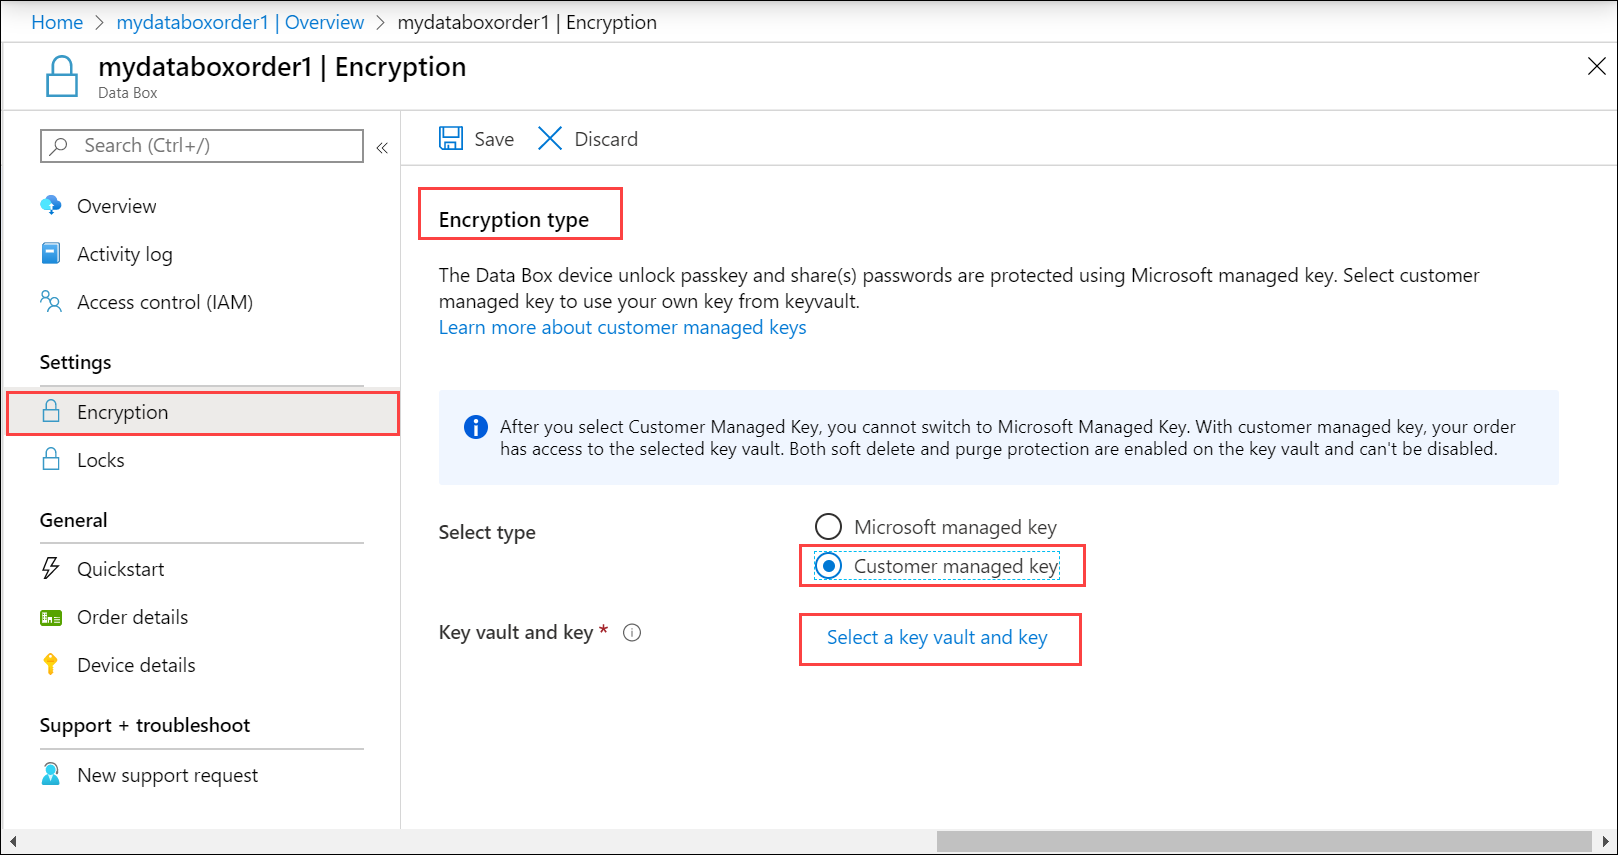 Home > mydataboxorder1 | Overview > mydataboxorder1 | Encryption
mydataboxorder1 | Encryption
Data Box
Search (Ctrl+/)
«
Overview
Activity log
Access control (IAM)
Settings
Encryption
Locks
General
Quickstart
Order details
Device details
Support + troubleshoot
New support request
Save
Discard
Encryption type
The Data Box device unlock passkey and share(s) passwords are protected using Microsoft managed key. Select customer
managed key to use your own key from keyvault.
Learn more about customer managed keys
After you select Customer Managed Key, you cannot switch to Microsoft Managed Key. With customer managed key, your order
has access to the selected key vault. Both soft delete and purge protection are enabled on the key vault and can't be disabled.
Select type
Microsoft managed key
Customer managed key
Key vault and key *
Select a key vault and key